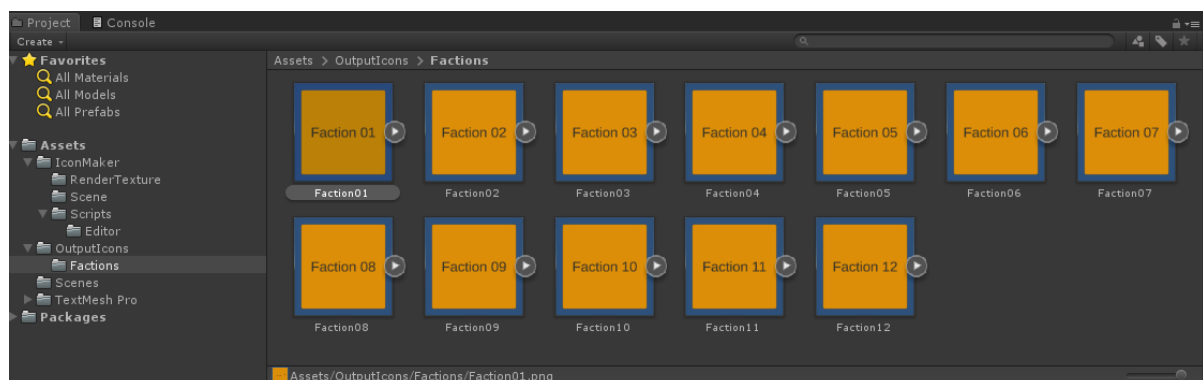 Project Console
Create
Favorites
All Materials
All Models
All Prefabs
Assets
IconMaker
RenderTexture
Scene
Scripts
Editor
OutputIcons
Factions
Scenes
TextMesh Pro
Packages
Assets > OutputIcons > Factions
Faction 01 Faction 02 Faction 03 Faction 04 Faction 05 Faction 06 Faction 07
Faction01 Faction02 Faction03 Faction04 Faction05 Faction06 Faction07
Faction 08 Faction 09 Faction 10 Faction 11 Faction 12
Faction08 Faction09 Faction10 Faction11 Faction12
Assets/OutputIcons/Factions/Faction01.png